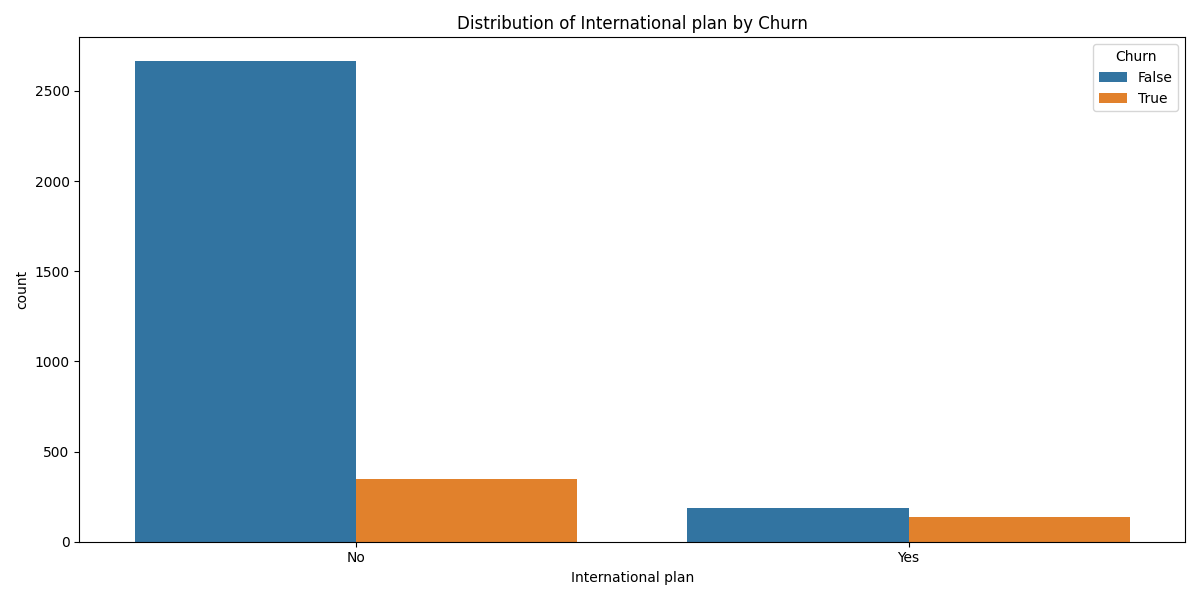 Distribution of International plan by Churn
Churn
False
True
count
2500
2000
1500
1000
500
0
No
Yes
International plan